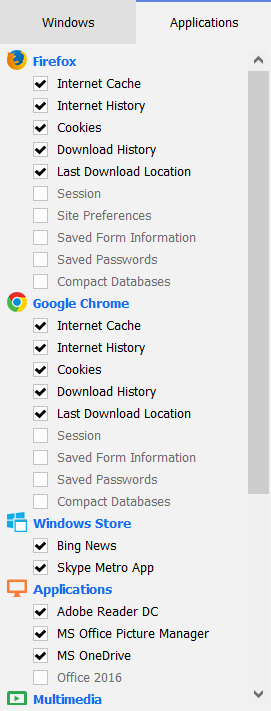 Windows Applications
Firefox
Internet Cache
Internet History
Cookies
Download History
Last Download Location
Session
Site Preferences
Saved Form Information
Saved Passwords
Compact Databases
Google Chrome
Internet Cache
Internet History
Cookies
Download History
Last Download Location
Session
Saved Form Information
Saved Passwords
Compact Databases
Windows Store
Bing News
Skype Metro App
Applications
Adobe Reader DC
MS Office Picture Manager
MS OneDrive
Office 2016
Multimedia